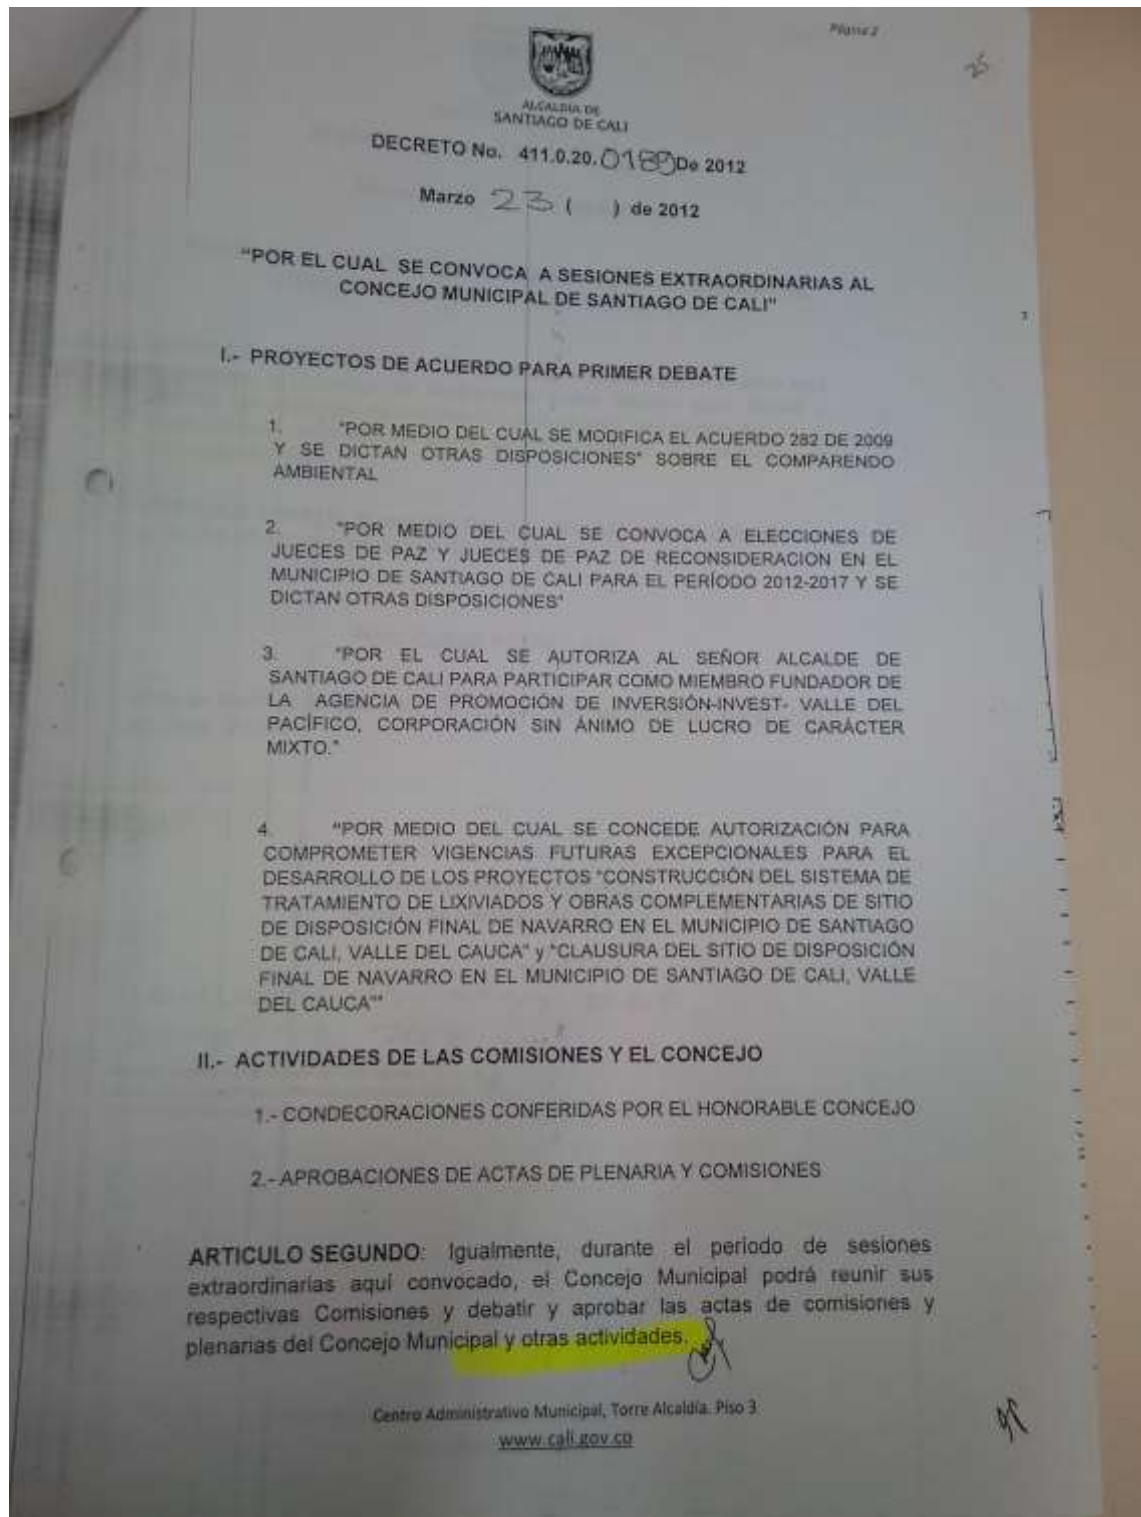 Página 2
25
ALCALDÍA DE
SANTIAGO DE CALI
DECRETO No. 411.0.20.0189 De 2012
Marzo 23 ( ) de 2012
"POR EL CUAL SE CONVOCA A SESIONES EXTRAORDINARIAS AL
CONCEJO MUNICIPAL DE SANTIAGO DE CALI"
I.- PROYECTOS DE ACUERDO PARA PRIMER DEBATE
1. "POR MEDIO DEL CUAL SE MODIFICA EL ACUERDO 282 DE 2009
Y SE DICTAN OTRAS DISPOSICIONES" SOBRE EL COMPARENDO
AMBIENTAL
2. "POR MEDIO DEL CUAL SE CONVOCA A ELECCIONES DE
JUECES DE PAZ Y JUECES DE PAZ DE RECONSIDERACION EN EL
MUNICIPIO DE SANTIAGO DE CALI PARA EL PERÍODO 2012-2017 Y SE
DICTAN OTRAS DISPOSICIONES"
3. "POR EL CUAL SE AUTORIZA AL SEÑOR ALCALDE DE
SANTIAGO DE CALI PARA PARTICIPAR COMO MIEMBRO FUNDADOR DE
LA AGENCIA DE PROMOCIÓN DE INVERSIÓN-INVEST- VALLE DEL
PACÍFICO, CORPORACIÓN SIN ÁNIMO DE LUCRO DE CARÁCTER
MIXTO."
4. "POR MEDIO DEL CUAL SE CONCEDE AUTORIZACIÓN PARA
COMPROMETER VIGENCIAS FUTURAS EXCEPCIONALES PARA EL
DESARROLLO DE LOS PROYECTOS "CONSTRUCCIÓN DEL SISTEMA DE
TRATAMIENTO DE LIXIVIADOS Y OBRAS COMPLEMENTARIAS DE SITIO
DE DISPOSICIÓN FINAL DE NAVARRO EN EL MUNICIPIO DE SANTIAGO
DE CALI, VALLE DEL CAUCA" y "CLAUSURA DEL SITIO DE DISPOSICIÓN
FINAL DE NAVARRO EN EL MUNICIPIO DE SANTIAGO DE CALI, VALLE
DEL CAUCA""
II.- ACTIVIDADES DE LAS COMISIONES Y EL CONCEJO
1.- CONDECORACIONES CONFERIDAS POR EL HONORABLE CONCEJO
2.- APROBACIONES DE ACTAS DE PLENARIA Y COMISIONES
ARTICULO SEGUNDO: Igualmente, durante el periodo de sesiones
extraordinarias aquí convocado, el Concejo Municipal podrá reunir sus
respectivas Comisiones y debatir y aprobar las actas de comisiones y
plenarias del Concejo Municipal y otras actividades.
Centro Administrativo Municipal, Torre Alcaldía. Piso 3
www.cali.gov.co